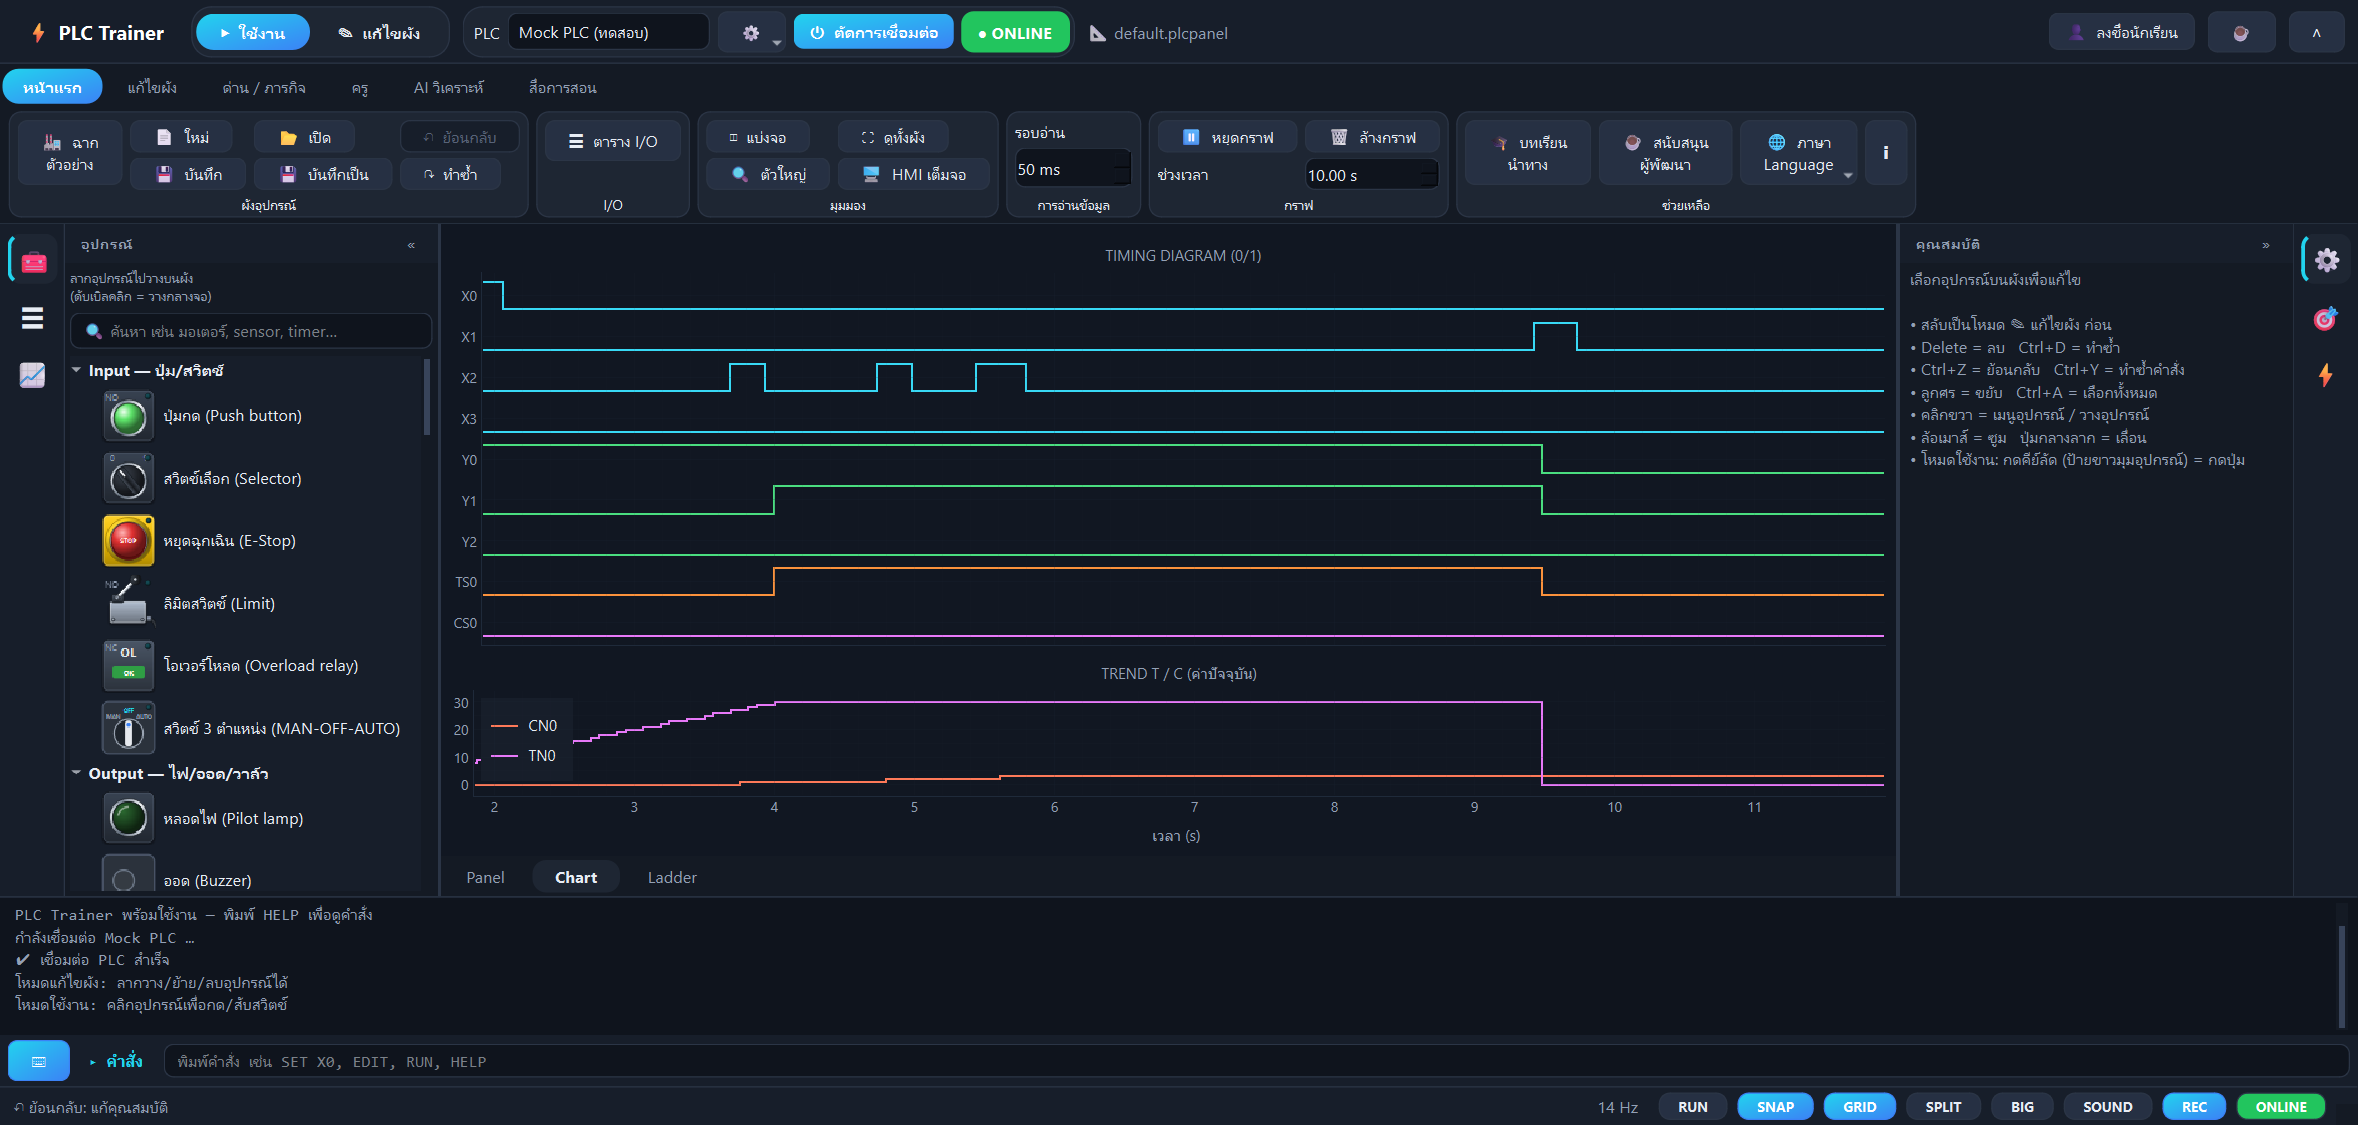 PLC Trainer
ใช้งาน
แก้ไขผัง
PLC
Mock PLC (ทดสอบ)
ตัดการเชื่อมต่อ
● ONLINE
default.plcpanel
ลงชื่อนักเรียน
หน้าแรก
แก้ไขผัง
ด่าน / ภารกิจ
ครู
AI วิเคราะห์
สื่อการสอน
ฉาก
ตัวอย่าง
ใหม่
เปิด
ย้อนกลับ
บันทึก
บันทึกเป็น
ทำซ้ำ
ผังอุปกรณ์
ตาราง I/O
I/O
แบ่งจอ
ดูทั้งผัง
ตัวใหญ่
HMI เต็มจอ
มุมมอง
รอบอ่าน
50 ms
การอ่านข้อมูล
หยุดกราฟ
ล้างกราฟ
ช่วงเวลา
10.00 s
กราฟ
บทเรียน
นำทาง
สนับสนุน
ผู้พัฒนา
ภาษา
Language
i
ช่วยเหลือ
อุปกรณ์
«
ลากอุปกรณ์ไปวางบนผัง
(ดับเบิลคลิก = วางกลางจอ)
ค้นหา เช่น มอเตอร์, sensor, timer...
Input — ปุ่ม/สวิตช์
NO
ปุ่มกด (Push button)
สวิตช์เลือก (Selector)
STOP
หยุดฉุกเฉิน (E-Stop)
NO
ลิมิตสวิตช์ (Limit)
NC OL
โอเวอร์โหลด (Overload relay)
OFF
MAN AUTO
สวิตช์ 3 ตำแหน่ง (MAN-OFF-AUTO)
Output — ไฟ/ออด/วาล์ว
หลอดไฟ (Pilot lamp)
ออด (Buzzer)
TIMING DIAGRAM (0/1)
X0
X1
X2
X3
Y0
Y1
Y2
TS0
CS0
TREND T / C (ค่าปัจจุบัน)
30
20
10
0
CN0
TN0
2 3 4 5 6 7 8 9 10 11
เวลา (s)
Panel
Chart
Ladder
คุณสมบัติ
»
เลือกอุปกรณ์บนผังเพื่อแก้ไข
• สลับเป็นโหมด ✎ แก้ไขผัง ก่อน
• Delete = ลบ Ctrl+D = ทำซ้ำ
• Ctrl+Z = ย้อนกลับ Ctrl+Y = ทำซ้ำคำสั่ง
• ลูกศร = ขยับ Ctrl+A = เลือกทั้งหมด
• คลิกขวา = เมนูอุปกรณ์ / วางอุปกรณ์
• ล้อเมาส์ = ซูม ปุ่มกลางลาก = เลื่อน
• โหมดใช้งาน: กดคีย์ลัด (ป้ายขาวมุมอุปกรณ์) = กดปุ่ม
PLC Trainer พร้อมใช้งาน — พิมพ์ HELP เพื่อดูคำสั่ง
กำลังเชื่อมต่อ Mock PLC …
✔ เชื่อมต่อ PLC สำเร็จ
โหมดแก้ไขผัง: ลากวาง/ย้าย/ลบอุปกรณ์ได้
โหมดใช้งาน: คลิกอุปกรณ์เพื่อกด/สับสวิตช์
คำสั่ง
พิมพ์คำสั่ง เช่น SET X0, EDIT, RUN, HELP
ย้อนกลับ: แก้คุณสมบัติ
14 Hz
RUN
SNAP
GRID
SPLIT
BIG
SOUND
REC
ONLINE